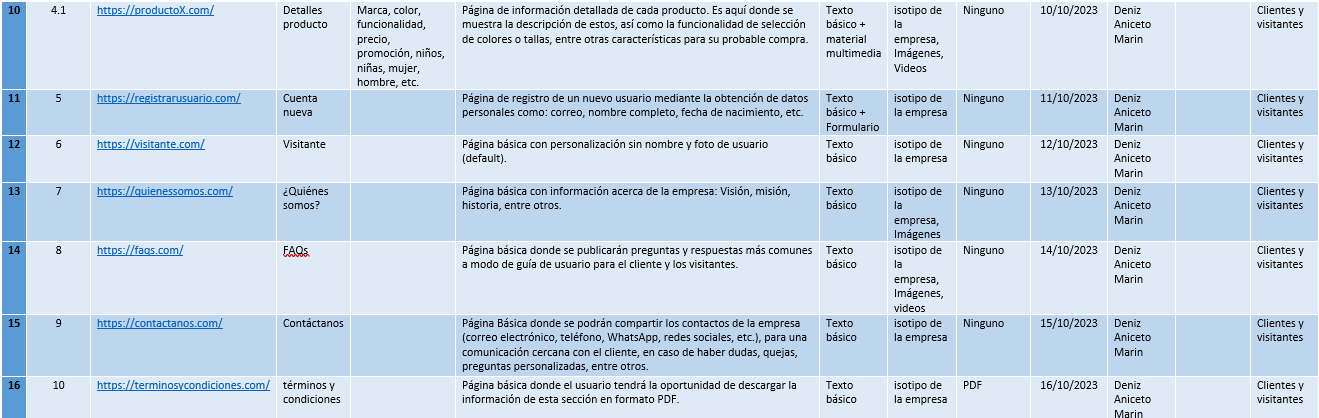 10 4.1 https://productoX.com/ Detalles Marca, color, Página de información detallada de cada producto. Es aquí donde se Texto isotipo de Ninguno 10/10/2023 Deniz Clientes y
producto funcionalidad, muestra la descripción de estos, así como la funcionalidad de selección básico + la Aniceto visitantes
precio, de colores o tallas, entre otras características para su probable compra. material empresa, Marin
promoción, niños, multimedia Imágenes,
niñas, mujer, Videos
hombre, etc.
11 5 https://registrarusuario.com/ Cuenta Página de registro de un nuevo usuario mediante la obtención de datos Texto isotipo de Ninguno 11/10/2023 Deniz Clientes y
nueva personales como: correo, nombre completo, fecha de nacimiento, etc. básico + la empresa Aniceto visitantes
Formulario Marin
12 6 https://visitante.com/ Visitante Página básica con personalización sin nombre y foto de usuario Texto isotipo de Ninguno 12/10/2023 Deniz Clientes y
(default). básico la empresa Aniceto visitantes
Marin
13 7 https://quienessomos.com/ ¿Quiénes Página básica con información acerca de la empresa: Visión, misión, Texto isotipo de Ninguno 13/10/2023 Deniz Clientes y
somos? historia, entre otros. básico la Aniceto visitantes
empresa, Marin
Imágenes
14 8 https://faqs.com/ FAQs Página básica donde se publicarán preguntas y respuestas más comunes Texto isotipo de Ninguno 14/10/2023 Deniz Clientes y
a modo de guía de usuario para el cliente y los visitantes. básico la Aniceto visitantes
empresa, Marin
Imágenes,
videos
15 9 https://contactanos.com/ Contáctanos Página Básica donde se podrán compartir los contactos de la empresa Texto isotipo de Ninguno 15/10/2023 Deniz Clientes y
(correo electrónico, teléfono, WhatsApp, redes sociales, etc.), para una básico la empresa Aniceto visitantes
comunicación cercana con el cliente, en caso de haber dudas, quejas, Marin
preguntas personalizadas, entre otros.
16 10 https://terminosycondiciones.com/ términos y Página básica donde el usuario tendrá la oportunidad de descargar la Texto isotipo de PDF 16/10/2023 Deniz Clientes y
condiciones información de esta sección en formato PDF. básico la empresa Aniceto visitantes
Marin